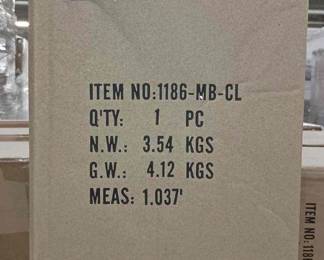 ITEM NO:1186-MB-CL
Q'TY: 1 PC
N.W.: 3.54 KGS
G.W.: 4.12 KGS
MEAS: 1.037'
ITEM NO: 118